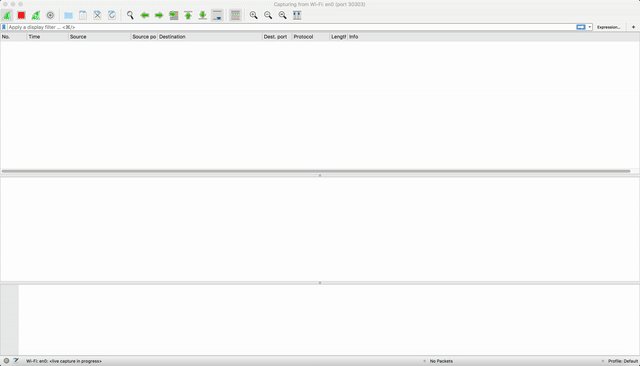 Capturing from Wi-Fi: en0 (port 30303)
Apply a display filter ... <⌘/>
Expression...
+
No. Time Source Source po Destination Dest. port Protocol Length Info
Wi-Fi: en0: <live capture in progress>
No Packets
Profile: Default